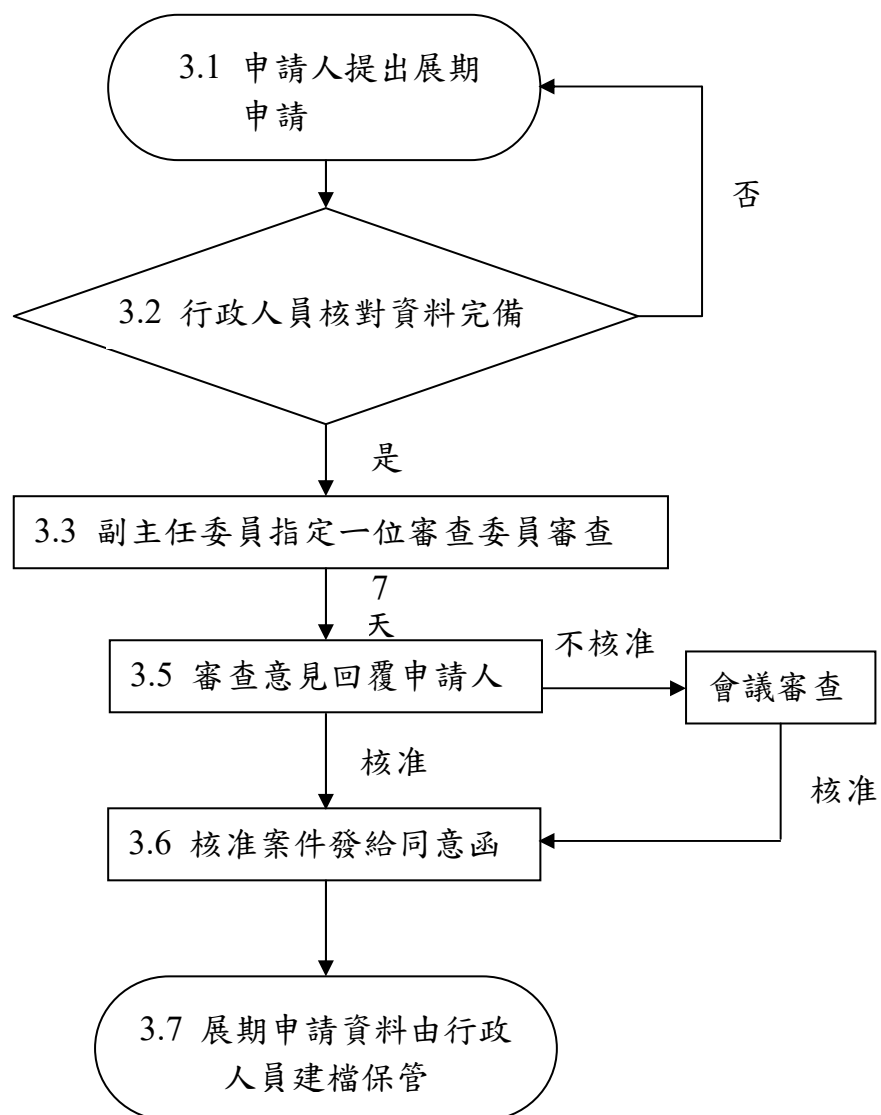 3.1 申請人提出展期
申請
否
3.2 行政人員核對資料完備
是
3.3 副主任委員指定一位審查委員審查
7
天
不核准
3.5 審查意見回覆申請人
會議審查
核准
核准
3.6 核准案件發給同意函
3.7 展期申請資料由行政
人員建檔保管